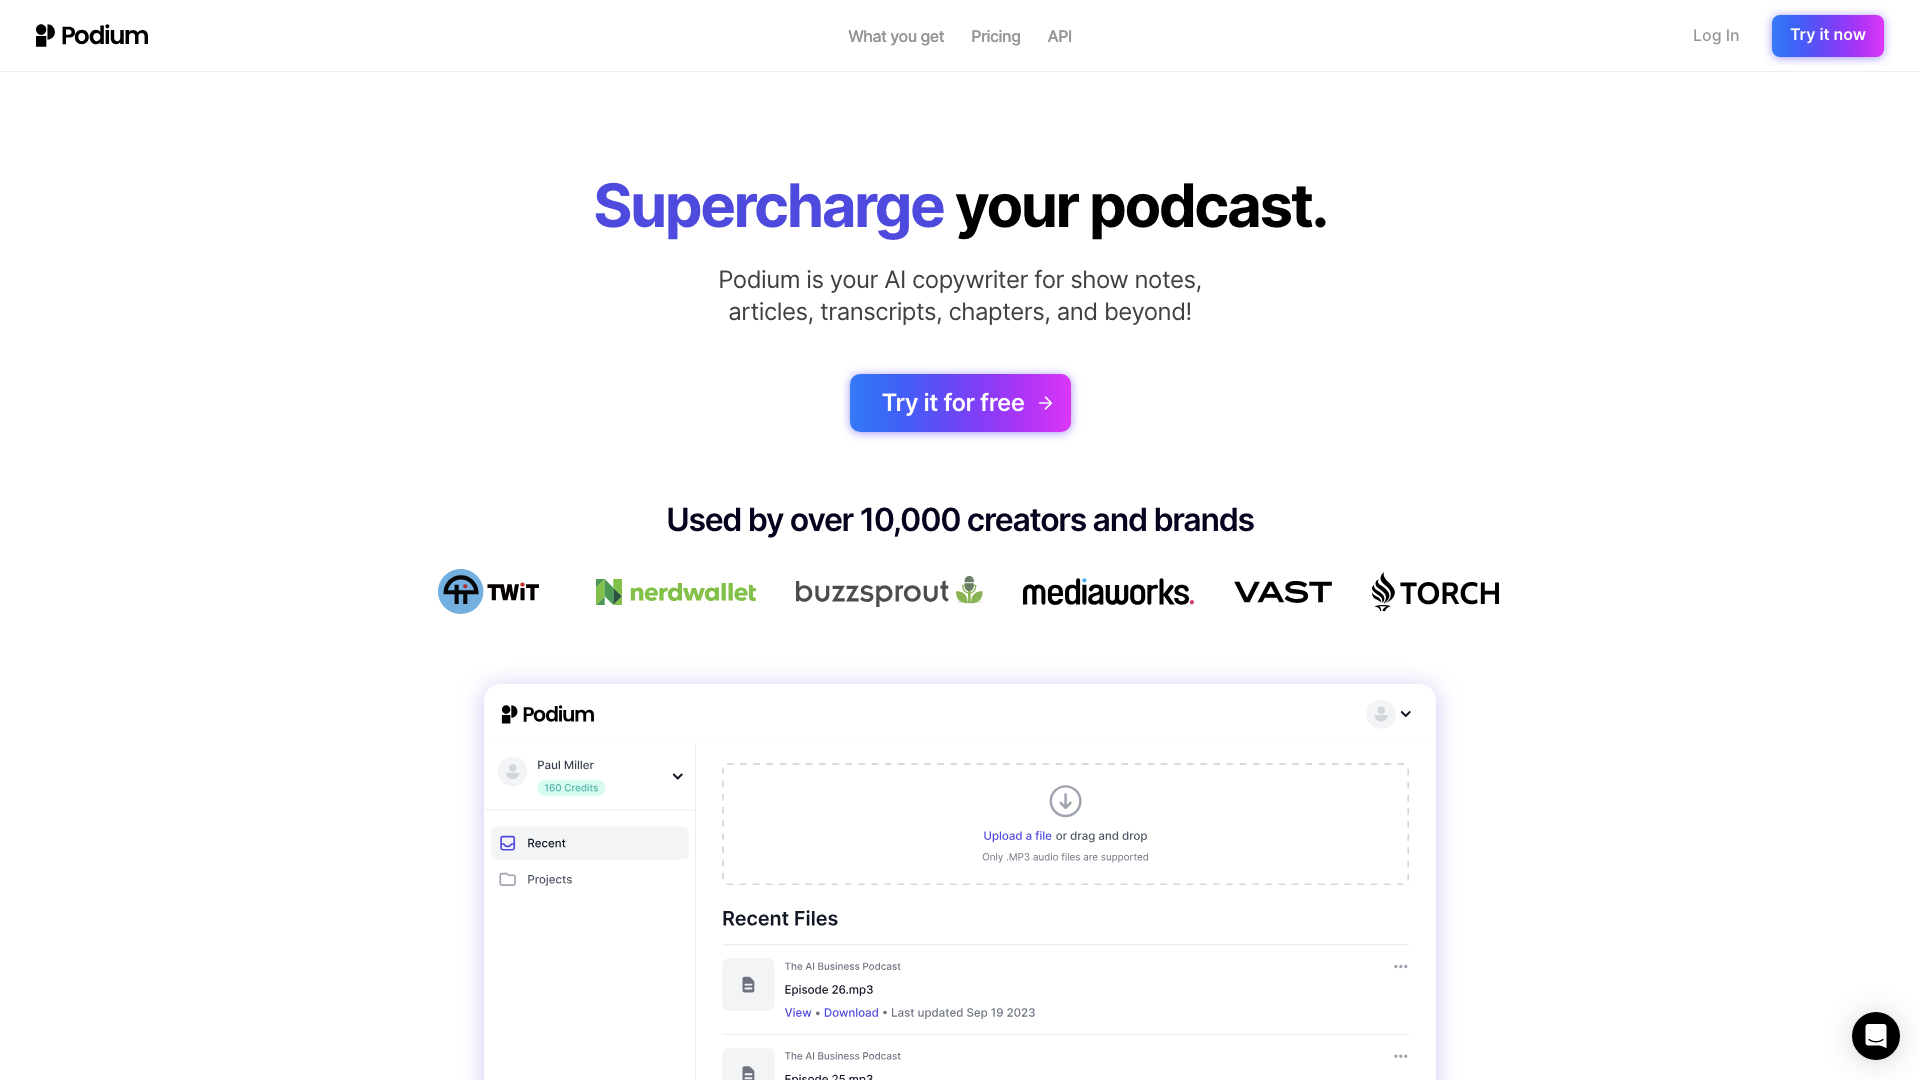 Podium
What you get
Pricing
API
Log In
Try it now
Supercharge your podcast.
Podium is your AI copywriter for show notes,
articles, transcripts, chapters, and beyond!
Try it for free
Used by over 10,000 creators and brands
TWiT
nerdwallet
buzzsprout
mediaworks.
VAST
TORCH
Podium
Paul Miller
160 Credits
Recent
Projects
Upload a file or drag and drop
Only .MP3 audio files are supported
Recent Files
The AI Business Podcast
Episode 26.mp3
View • Download • Last updated Sep 19 2023
The AI Business Podcast
Episode 25.mp3